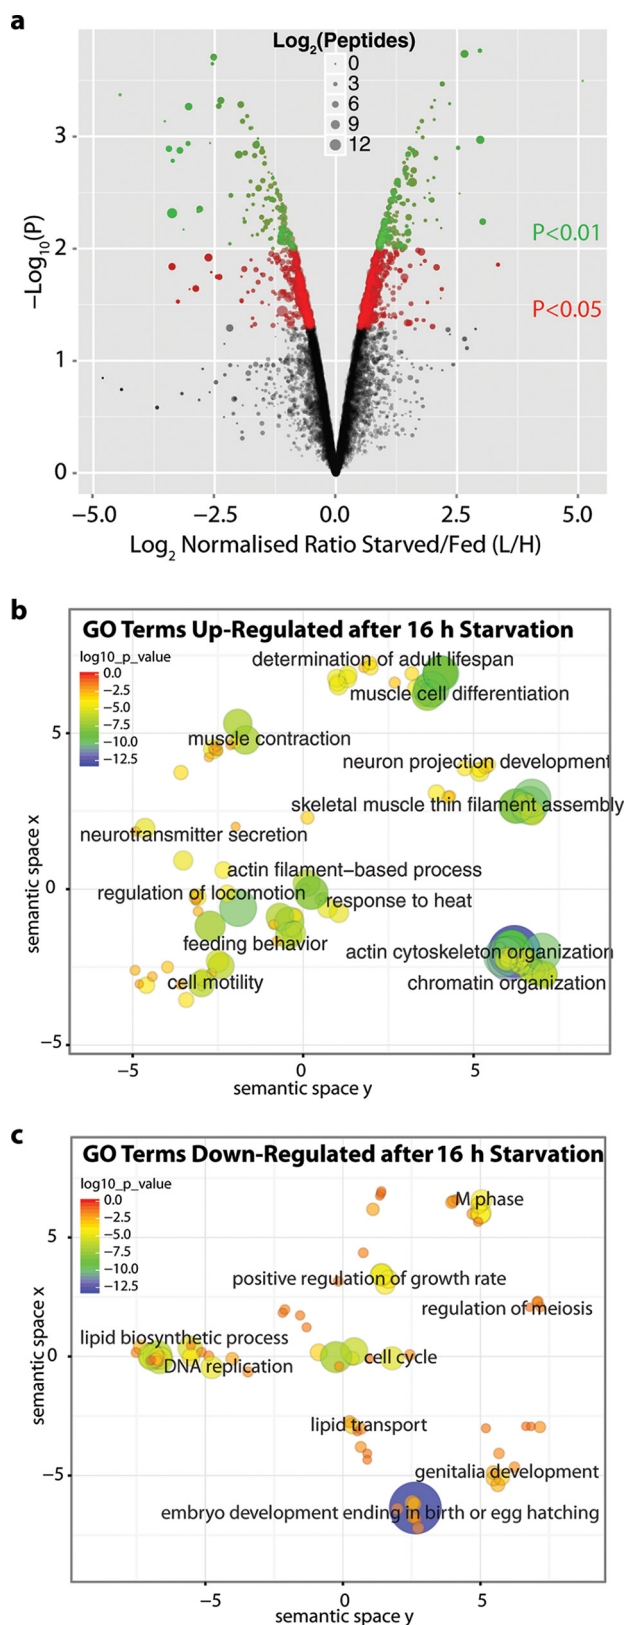 a
Log2(Peptides)
0
3
6
9
12
3
2
1
0
−Log10(P)
P<0.01
P<0.05
−5.0 −2.5 0.0 2.5 5.0
Log2 Normalised Ratio Starved/Fed (L/H)
b
GO Terms Up-Regulated after 16 h Starvation
log10_p_value
0.0
−2.5
−5.0
−7.5
−10.0
−12.5
determination of adult lifespan
muscle cell differentiation
muscle contraction
neuron projection development
skeletal muscle thin filament assembly
neurotransmitter secretion
actin filament−based process
regulation of locomotion
response to heat
feeding behavior
actin cytoskeleton organization
cell motility
chromatin organization
5
0
−5
semantic space x
−5 0 5
semantic space y
c
GO Terms Down-Regulated after 16 h Starvation
log10_p_value
0.0
−2.5
−5.0
−7.5
−10.0
−12.5
M phase
positive regulation of growth rate
regulation of meiosis
lipid biosynthetic process
cell cycle
DNA replication
lipid transport
genitalia development
embryo development ending in birth or egg hatching
5
0
−5
semantic space x
−5 0 5
semantic space y